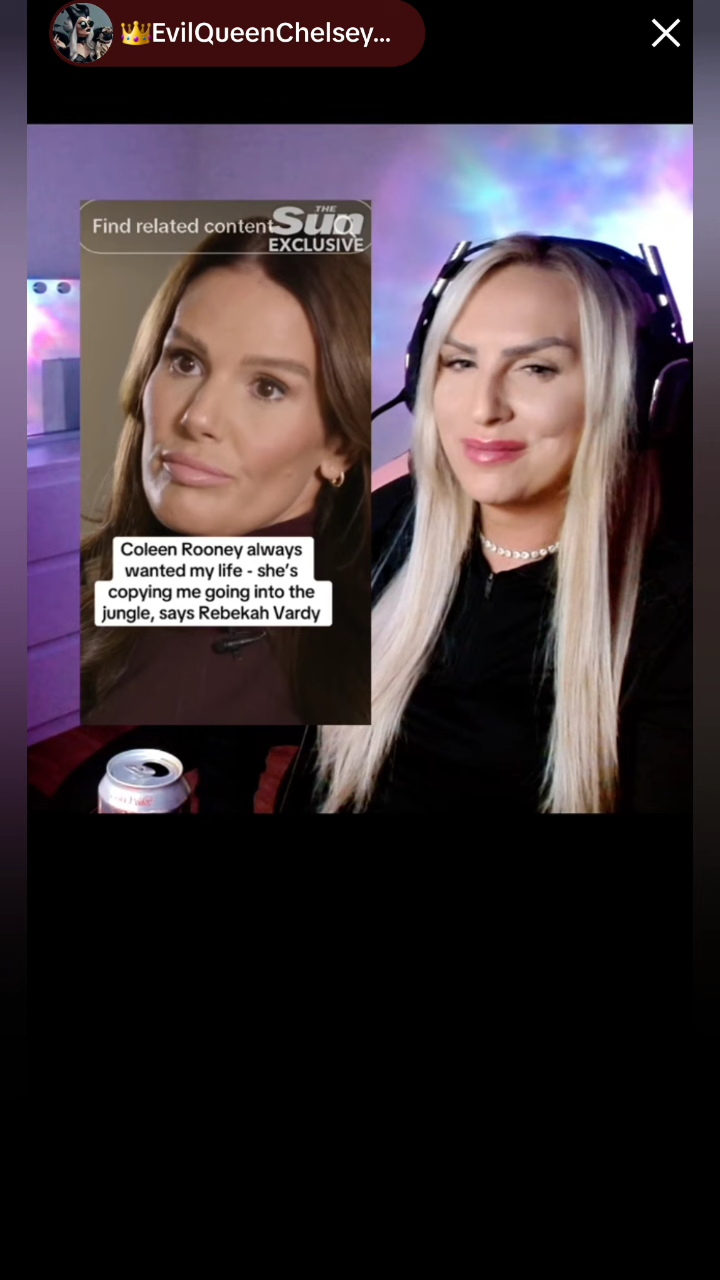 👑EvilQueenChelsey...
Find related content
THE
Sun
EXCLUSIVE
Coleen Rooney always
wanted my life - she's
copying me going into the
jungle, says Rebekah Vardy